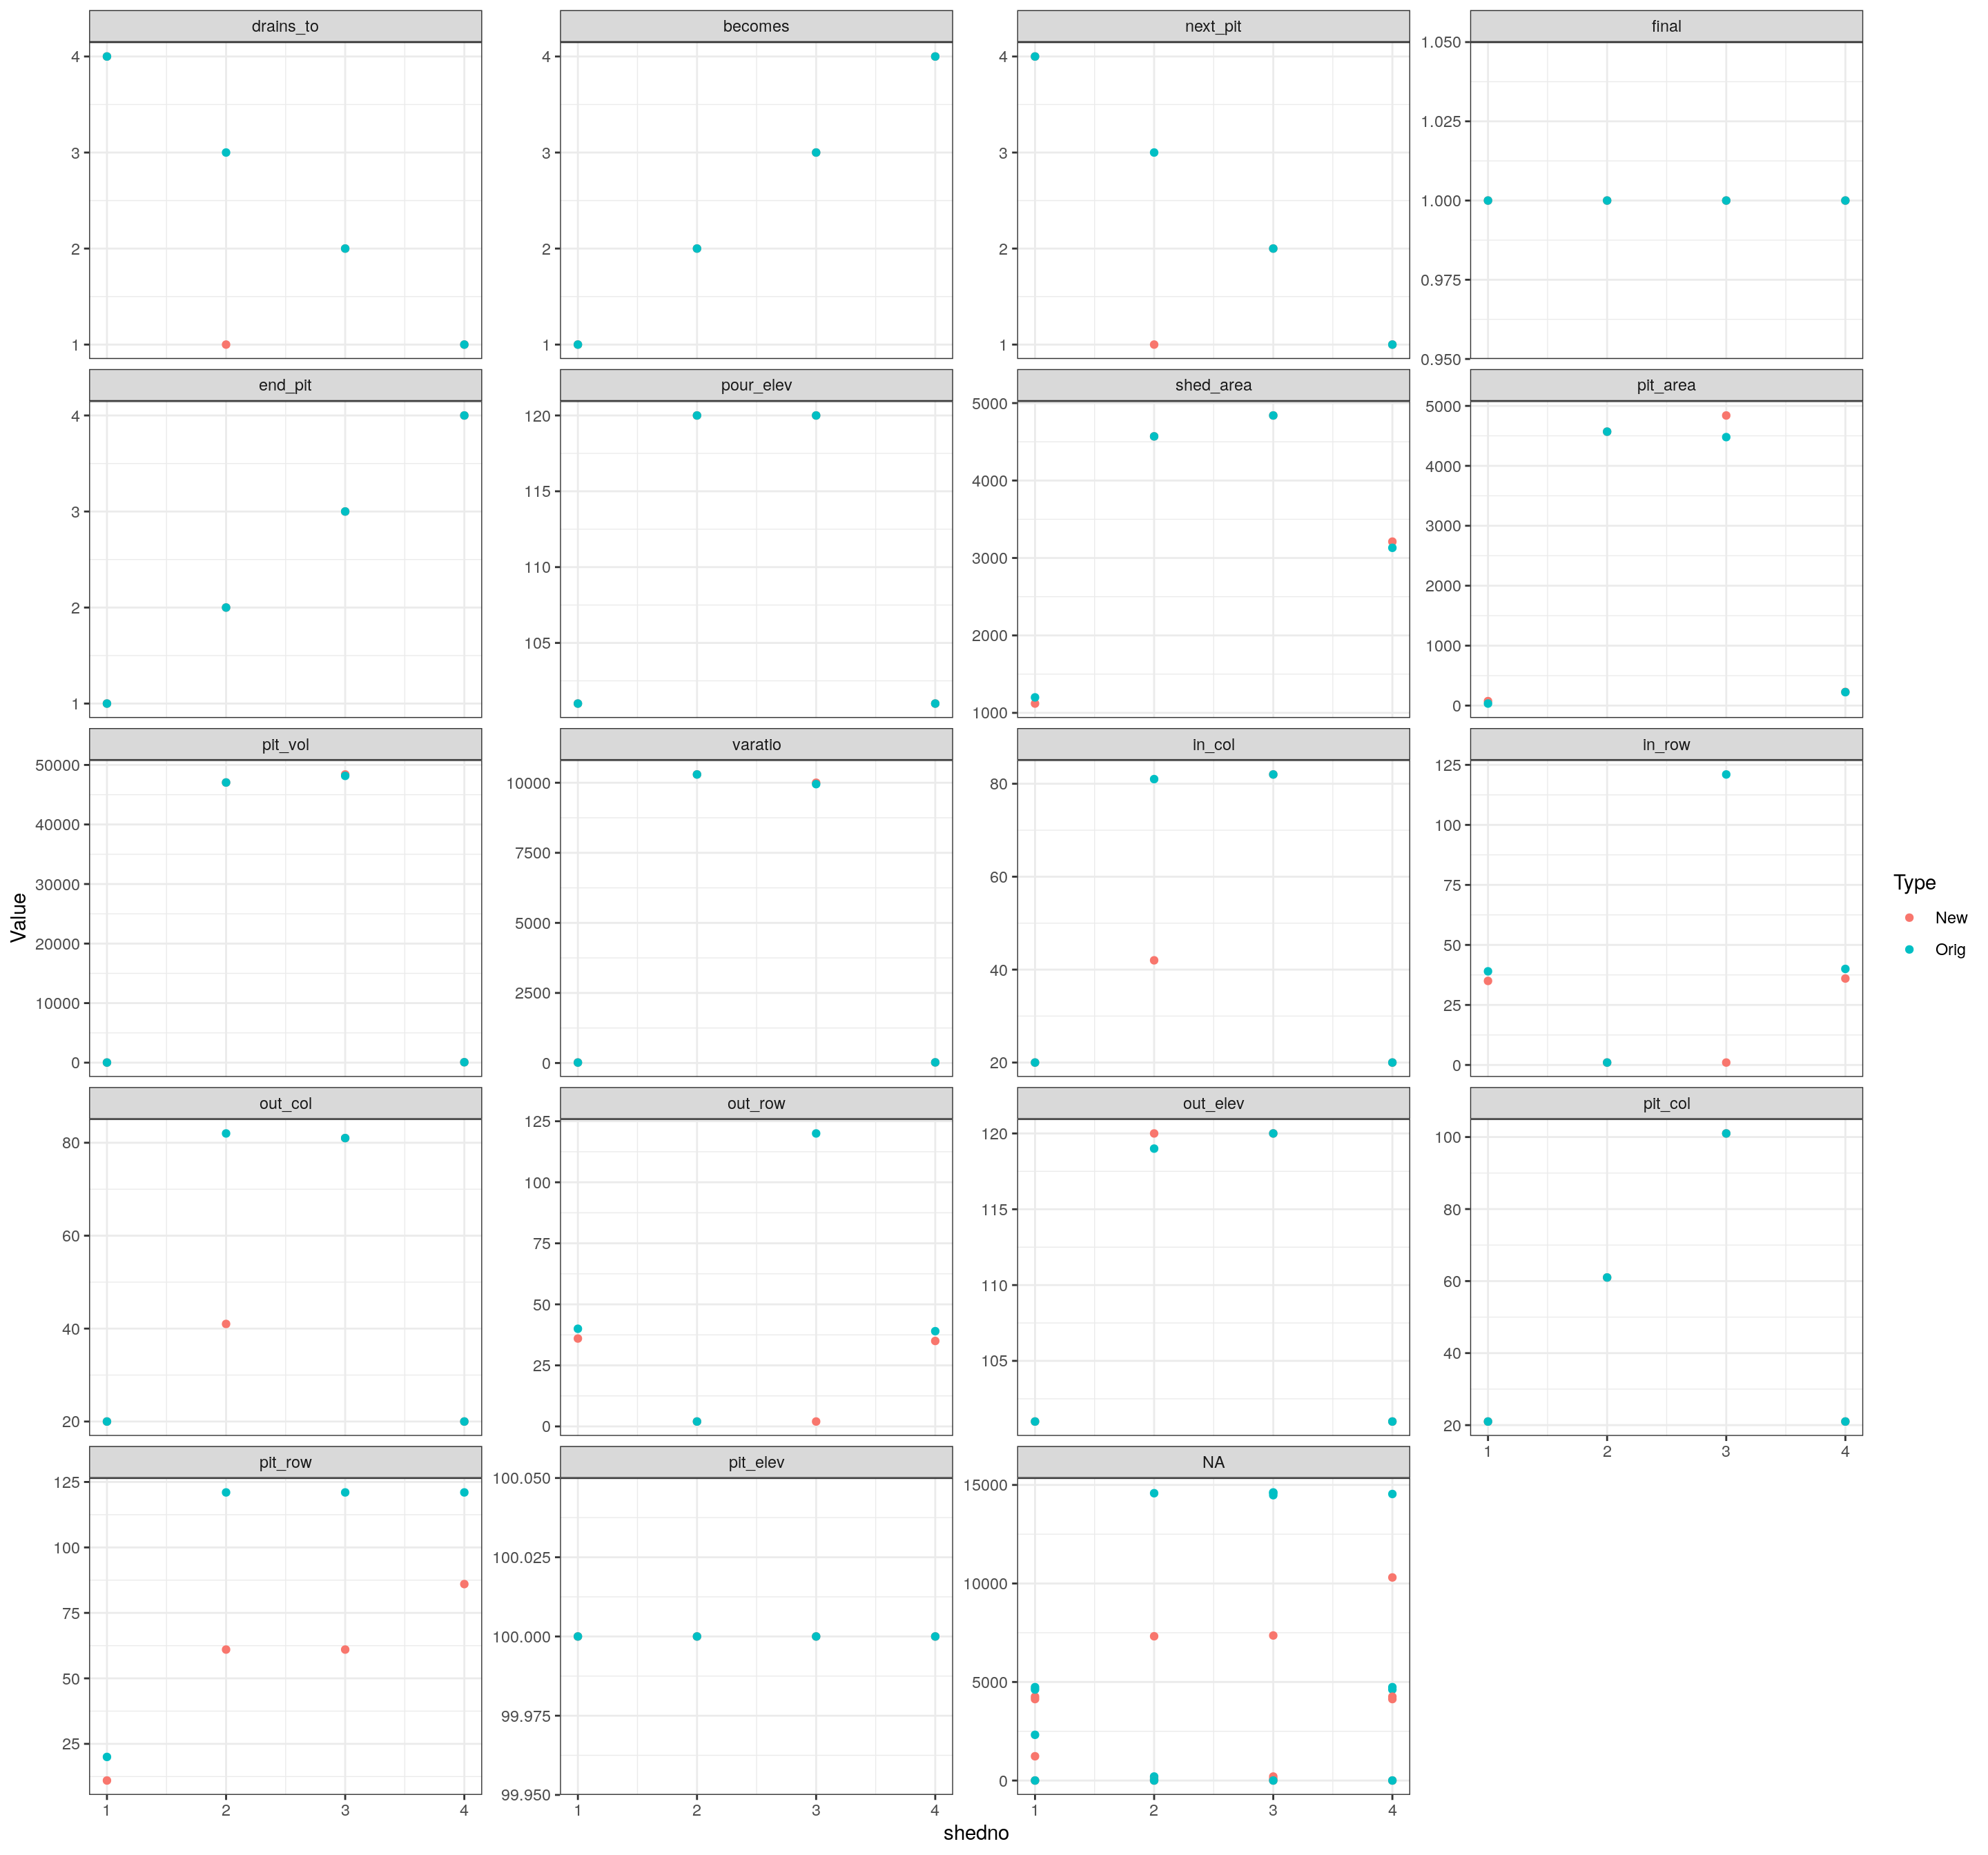 drains_to becomes next_pit final
4 4 4 1.050
3 3 3 1.025
2 2 2 1.000
0.975
1 1 1 0.950
end_pit pour_elev shed_area pit_area
4 120 5000 5000
3 115 4000 4000
110 3000 3000
2 105 2000 2000
1000
1 1000 0
pit_vol varatio in_col in_row
50000 10000 80 125
40000 7500 60 100
30000 5000 40 75
20000 2500 20 50
10000 0 25
0 0
Value
Type
New
Orig
out_col out_row out_elev pit_col
80 125 120 100
60 100 115 80
40 75 110 60
20 50 105 40
25 20
0 1 2 3 4
pit_row pit_elev NA
125 100.050 15000
100 100.025 10000
75 100.000 5000
50 99.975 0
25 99.950
1 2 3 4 1 2 3 4 1 2 3 4
shedno